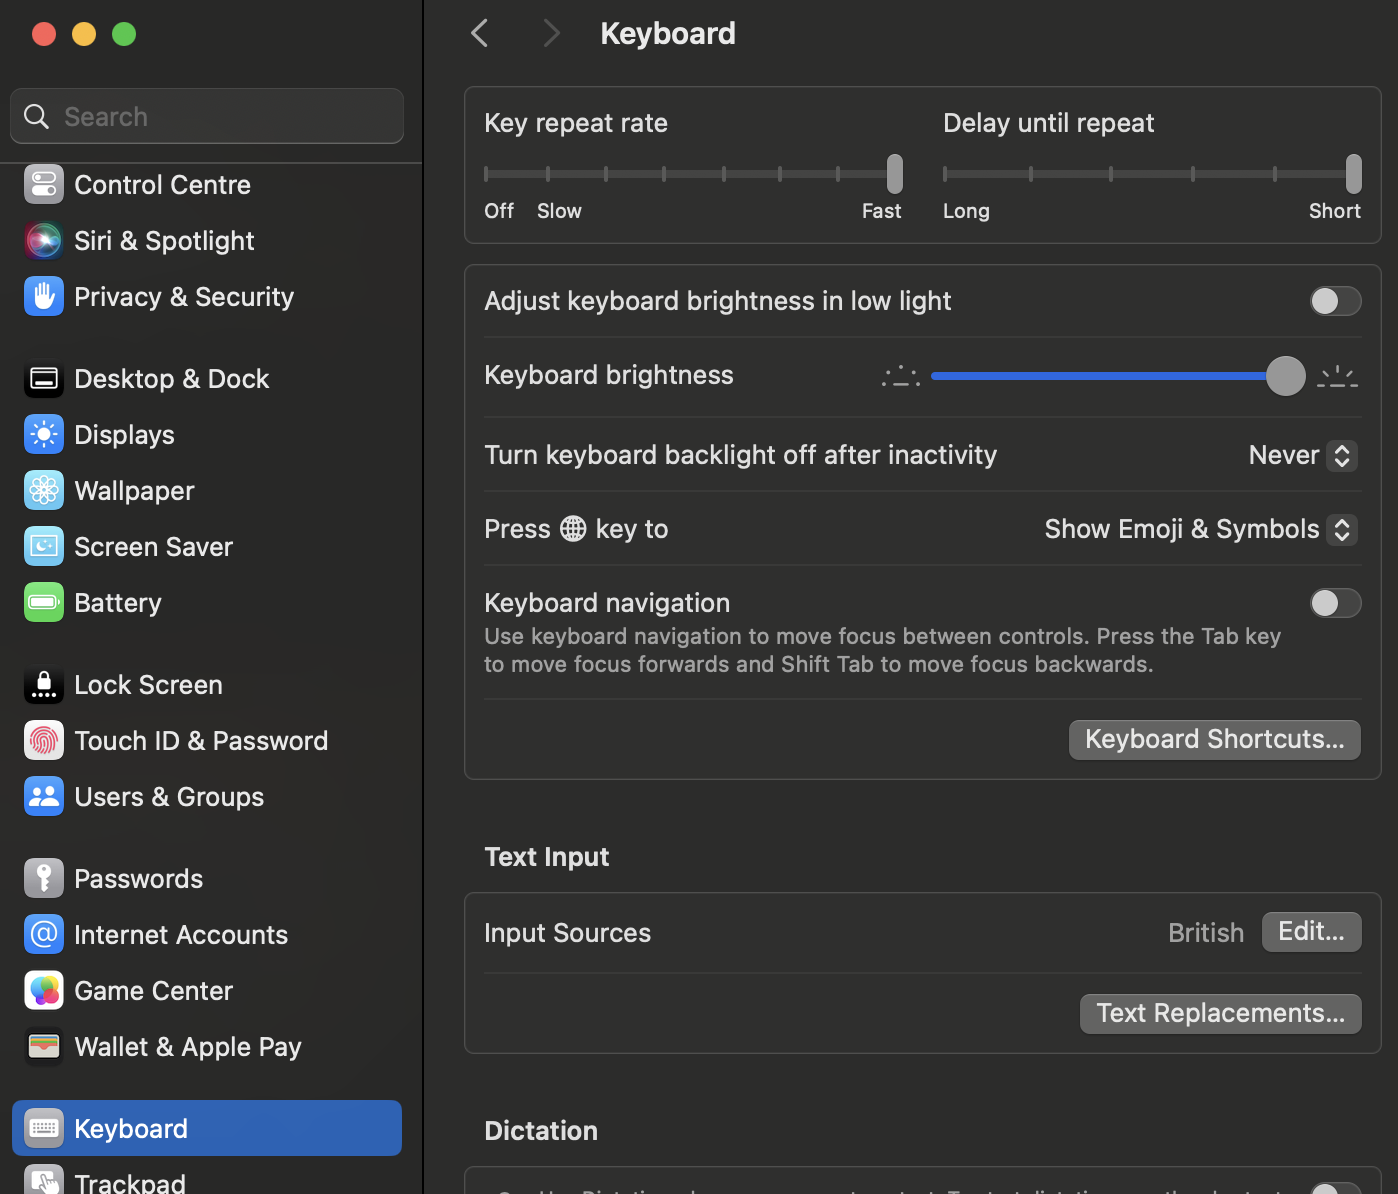 Search
Control Centre
Siri & Spotlight
Privacy & Security
Desktop & Dock
Displays
Wallpaper
Screen Saver
Battery
Lock Screen
Touch ID & Password
Users & Groups
Passwords
Internet Accounts
Game Center
Wallet & Apple Pay
Keyboard
Trackpad
Keyboard
Key repeat rate
Off Slow Fast
Delay until repeat
Long Short
Adjust keyboard brightness in low light
Keyboard brightness
Turn keyboard backlight off after inactivity Never
Press key to Show Emoji & Symbols
Keyboard navigation
Use keyboard navigation to move focus between controls. Press the Tab key
to move focus forwards and Shift Tab to move focus backwards.
Keyboard Shortcuts...
Text Input
Input Sources British Edit...
Text Replacements...
Dictation